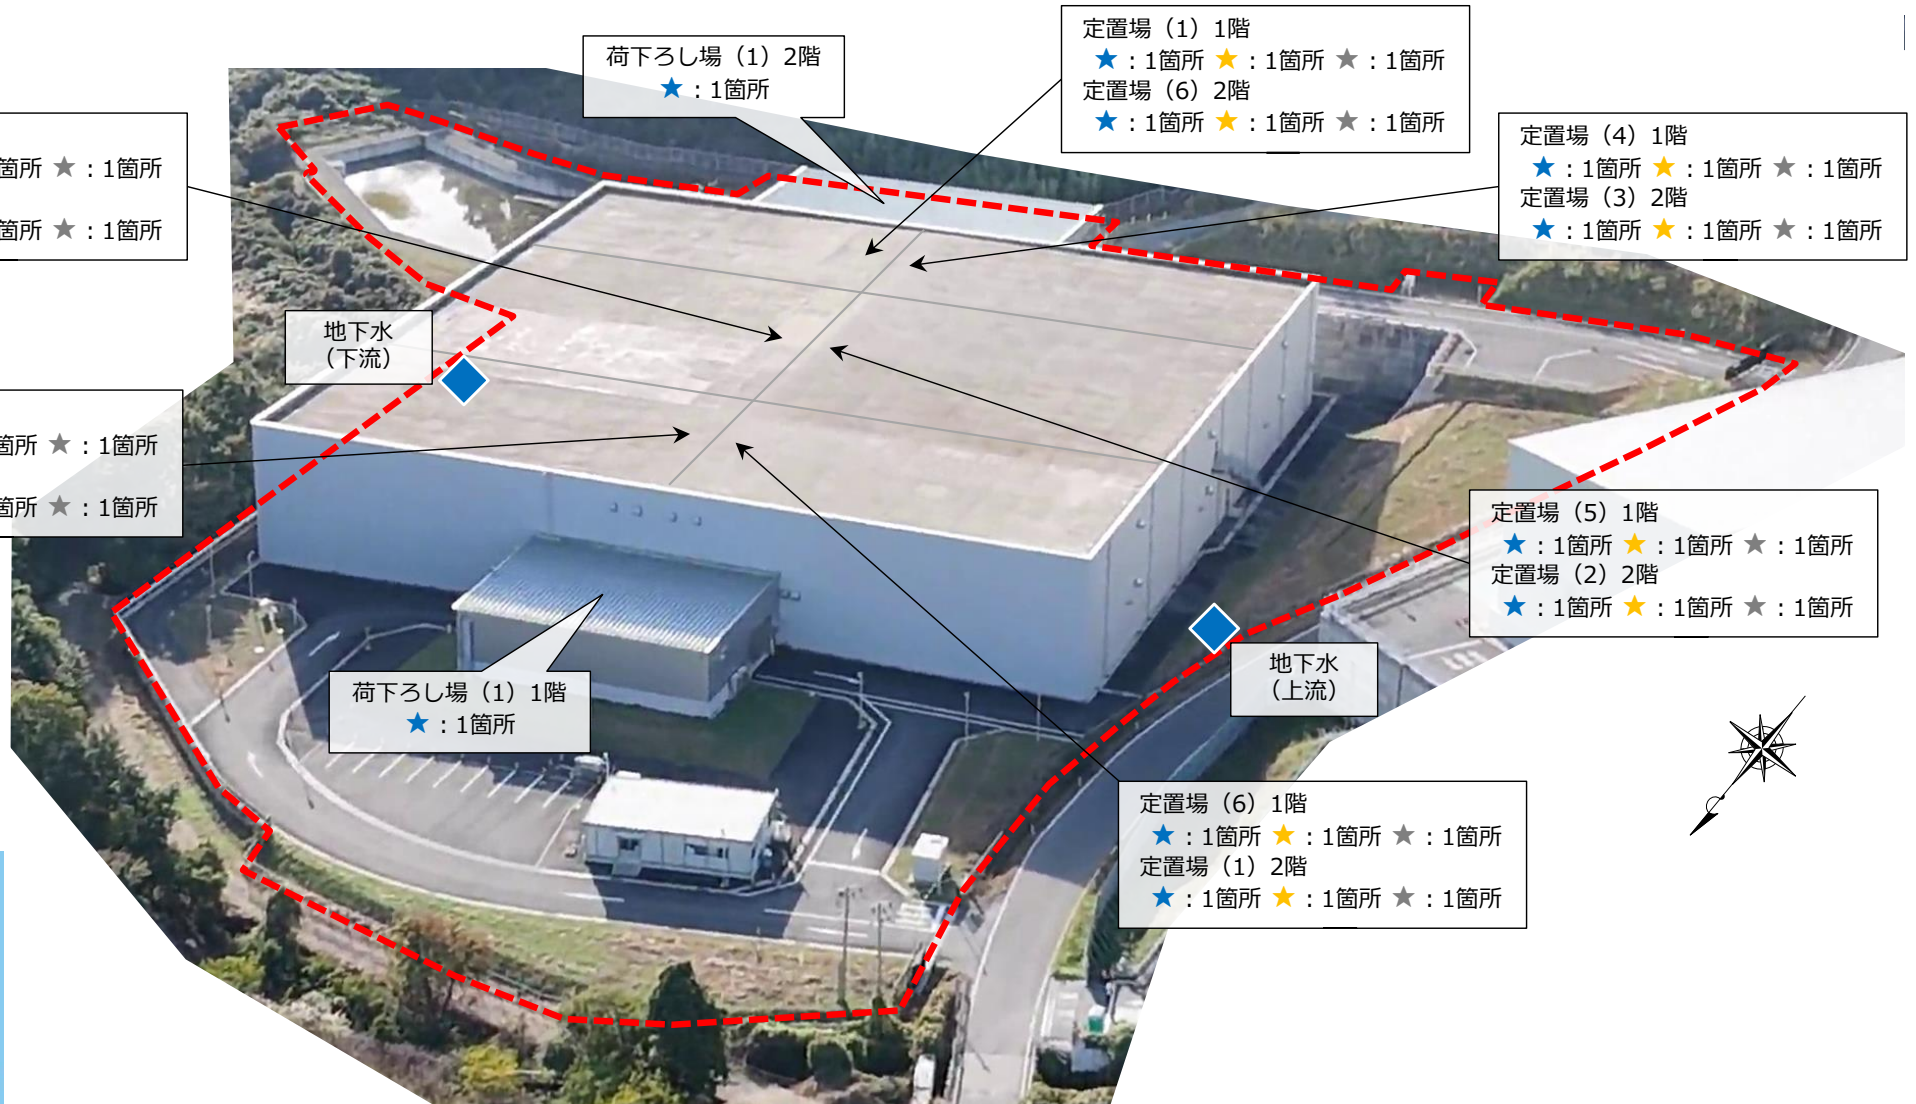 荷下ろし場（1）2階
★：1箇所
定置場（1）1階
★：1箇所 ★：1箇所 ★：1箇所
定置場（6）2階
★：1箇所 ★：1箇所 ★：1箇所
定置場（4）1階
★：1箇所 ★：1箇所 ★：1箇所
定置場（3）2階
★：1箇所 ★：1箇所 ★：1箇所
箇所 ★：1箇所
箇所 ★：1箇所
地下水
（下流）
箇所 ★：1箇所
箇所 ★：1箇所
定置場（5）1階
★：1箇所 ★：1箇所 ★：1箇所
定置場（2）2階
★：1箇所 ★：1箇所 ★：1箇所
地下水
（上流）
荷下ろし場（1）1階
★：1箇所
定置場（6）1階
★：1箇所 ★：1箇所 ★：1箇所
定置場（1）2階
★：1箇所 ★：1箇所 ★：1箇所